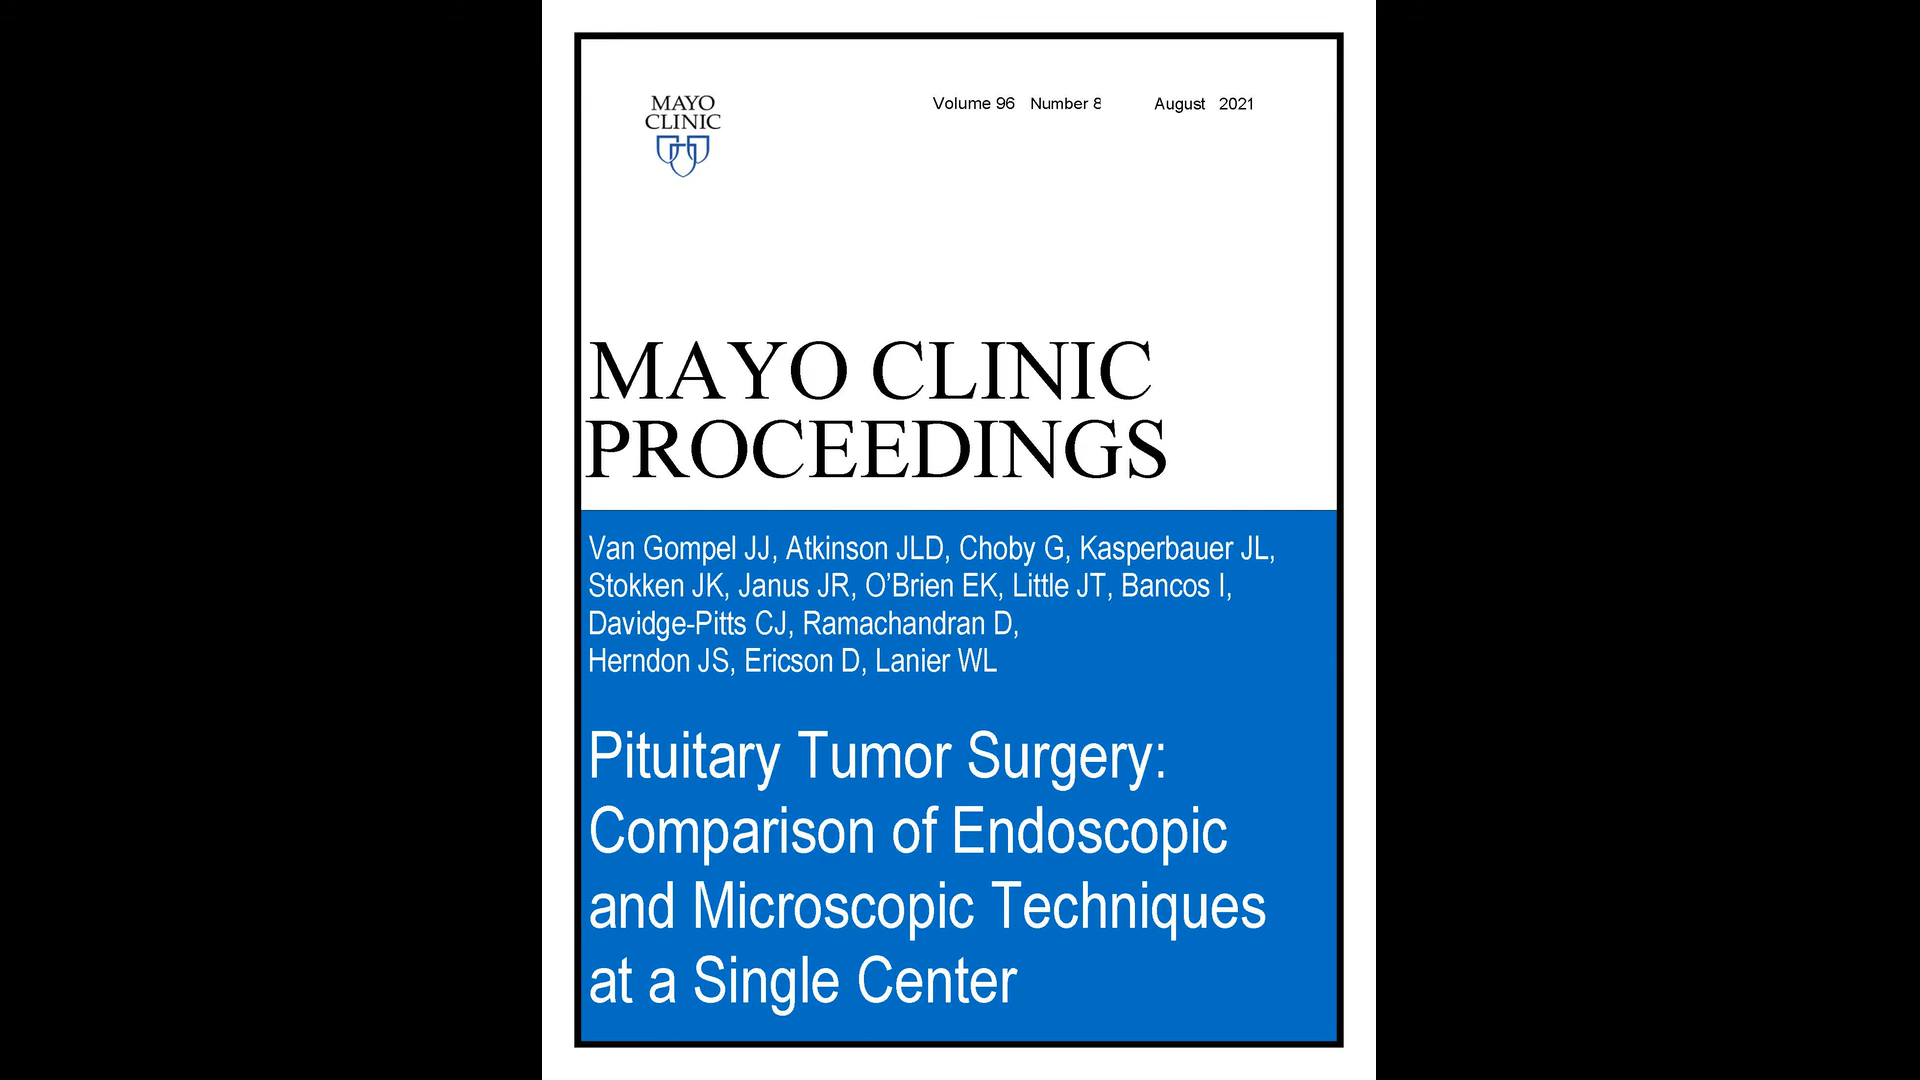 MAYO
CLINIC
Volume 96 Number 8 August 2021
MAYO CLINIC
PROCEEDINGS
Van Gompel JJ, Atkinson JLD, Choby G, Kasperbauer JL,
Stokken JK, Janus JR, O’Brien EK, Little JT, Bancos I,
Davidge-Pitts CJ, Ramachandran D,
Herndon JS, Ericson D, Lanier WL
Pituitary Tumor Surgery:
Comparison of Endoscopic
and Microscopic Techniques
at a Single Center